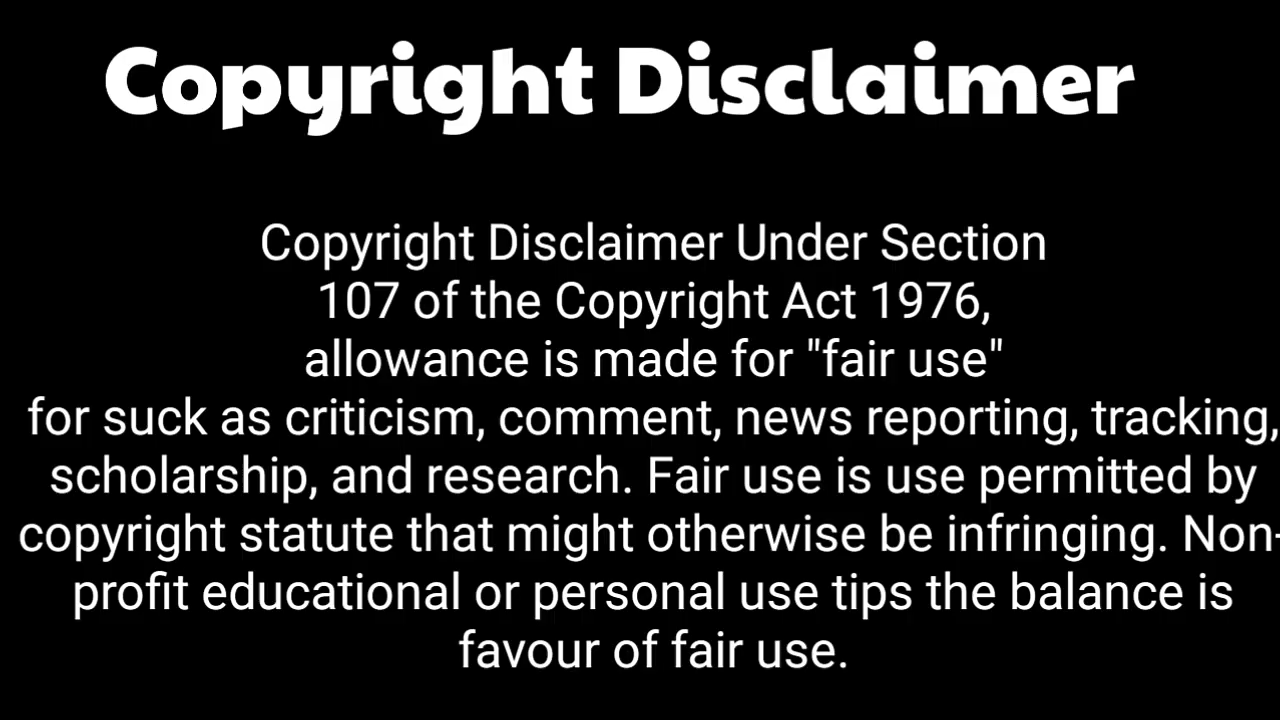 Copyright Disclaimer
Copyright Disclaimer Under Section
107 of the Copyright Act 1976,
allowance is made for "fair use"
for suck as criticism, comment, news reporting, tracking,
scholarship, and research. Fair use is use permitted by
copyright statute that might otherwise be infringing. Non-
profit educational or personal use tips the balance is
favour of fair use.